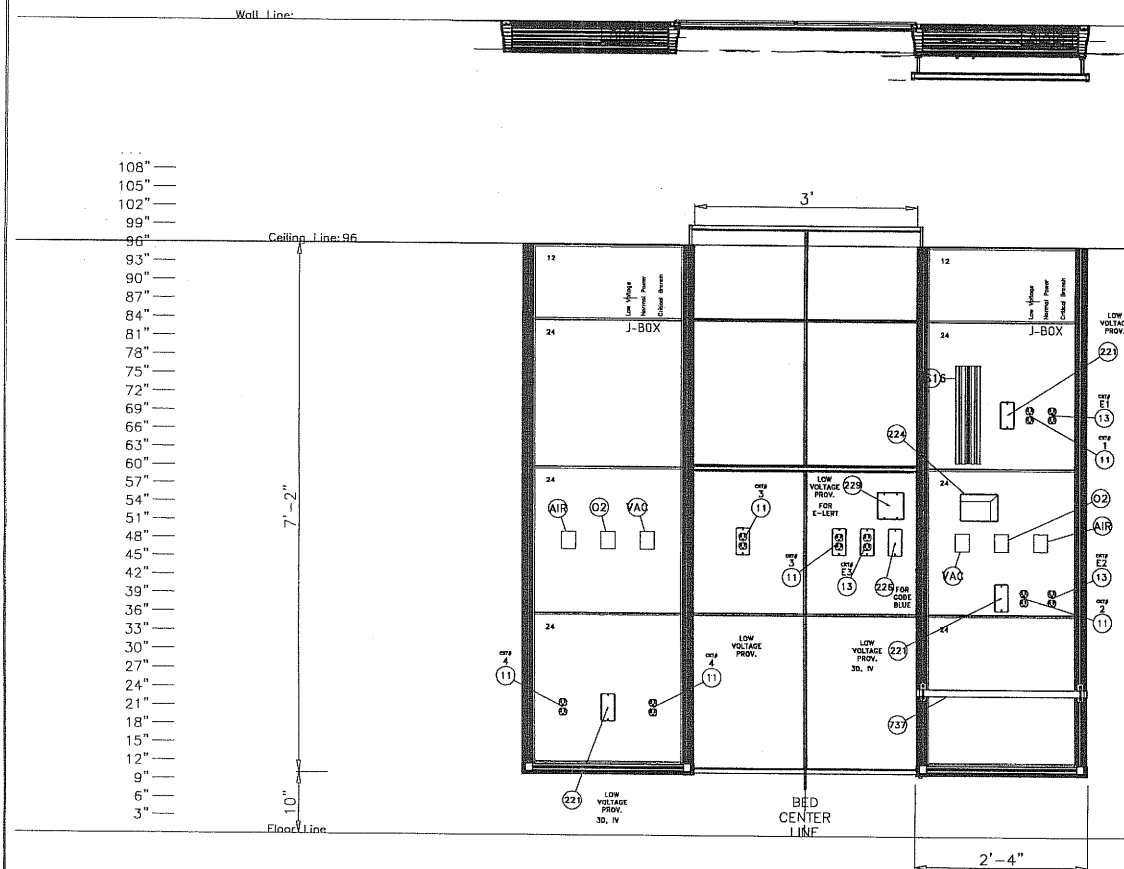 Wall Line:
108"
105"
102"
99"
96"
93"
90"
87"
84"
81"
78"
75"
72"
69"
66"
63"
60"
57"
54"
51"
48"
45"
42"
39"
36"
33"
30"
27"
24"
21"
18"
15"
12"
9"
6"
3"
Ceiling Line: 96
Floor Line
7'-2"
10"
3'
12
Low Voltage
Normal Power
Critical Branch
J-BOX
24
24
AIR
O2
VAC
24
4
11
4
11
221
LOW
VOLTAGE
PROV.
3D, IV
3
11
LOW
VOLTAGE
PROV.
FOR
E-LERT
229
3
11
E3
13
226
FOR
CODE
BLUE
LOW
VOLTAGE
PROV.
LOW
VOLTAGE
PROV.
3D, IV
BED
CENTER
LINE
12
Low Voltage
Normal Power
Critical Branch
J-BOX
24
LOW
VOLTAGE
PROV.
221
E1
13
1
11
224
24
O2
AIR
VAC
E2
13
2
11
221
24
737
2'-4"